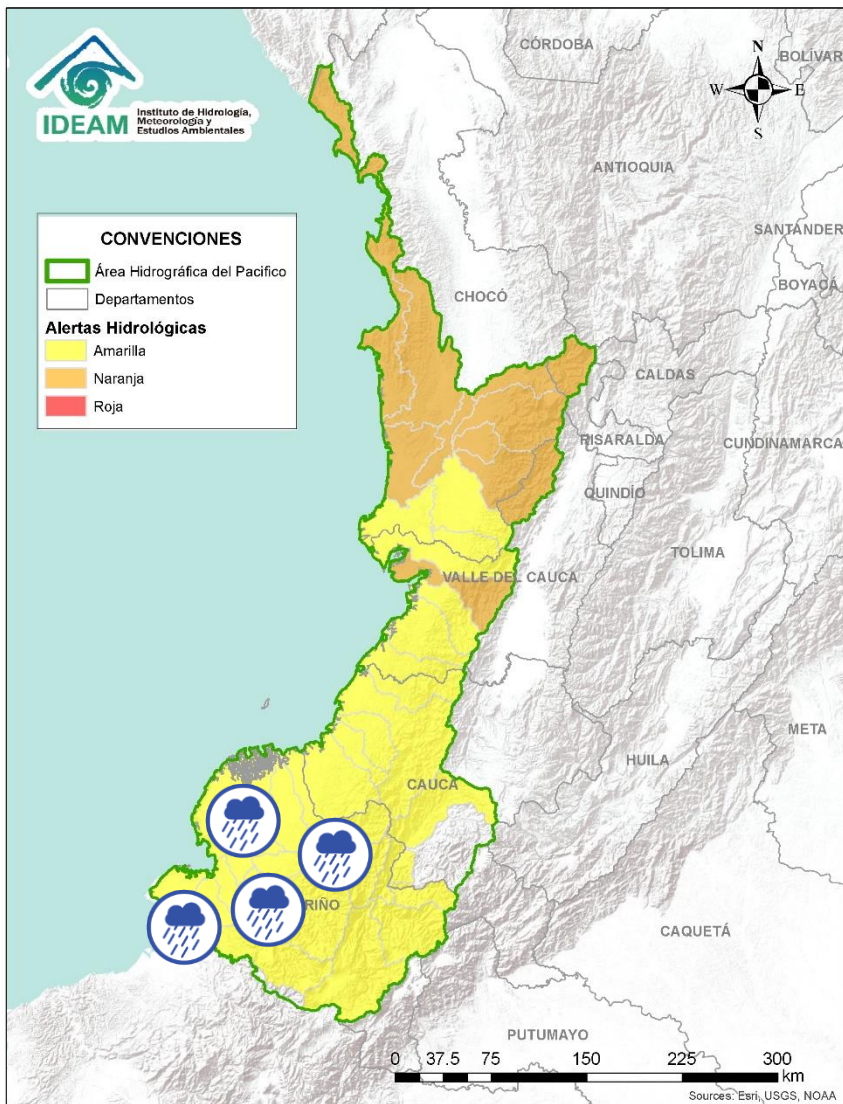 IDEAM
Instituto de Hidrología,
Meteorología y
Estudios Ambientales
CÓRDOBA
BOLÍVAR
N
W
E
S
ANTIOQUIA
SANTANDER
BOYACÁ
CONVENCIONES
Área Hidrográfica del Pacifico
Departamentos
Alertas Hidrológicas
Amarilla
Naranja
Roja
CHOCÓ
CALDAS
RISARALDA
CUNDINAMARCA
QUINDÍO
TOLIMA
VALLE DEL CAUCA
META
HUILA
CAUCA
RIÑO
CAQUETÁ
PUTUMAYO
0 37.5 75 150 225 300
km
Sources: Esri, USGS, NOAA